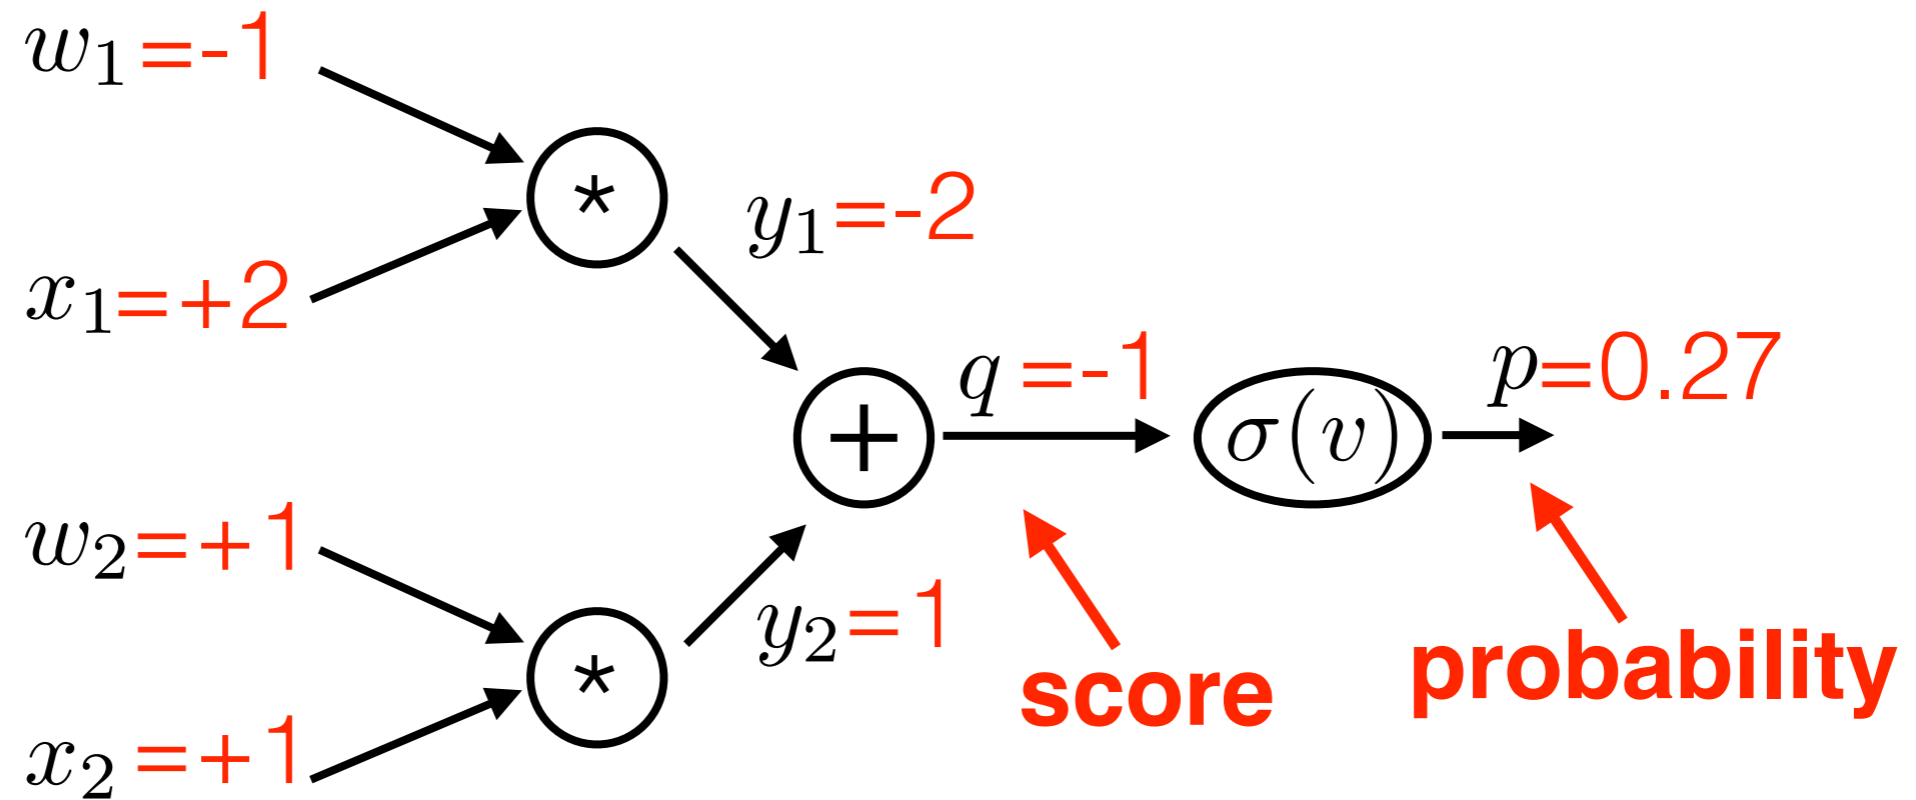 w₁ =-1
x₁=+2
*
y₁=-2
q =-1
p=0.27
+
σ(v)
w₂=+1
x₂ =+1
*
y₂=1
score
probability